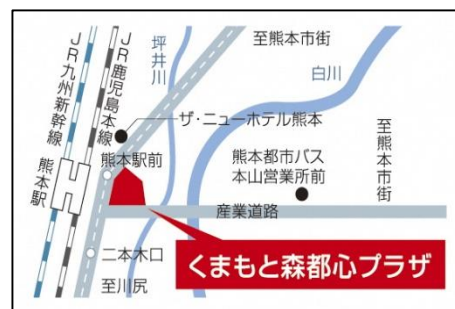 JR九州新幹線
JR鹿児島本線
坪井川
至熊本市街
白川
ザ・ニューホテル熊本
至熊本市街
熊本駅
熊本駅前
熊本都市バス
本山営業所前
産業道路
二本木口
至川尻
くまもと森都心プラザ